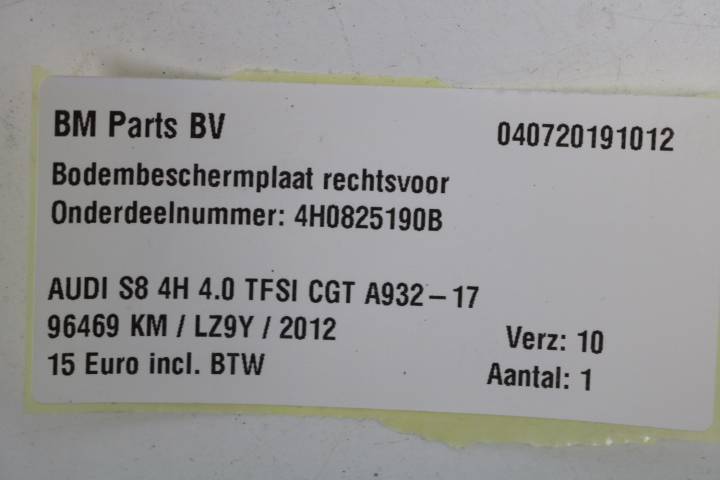 BM Parts BV 040720191012
Bodembeschermplaat rechtsvoor
Onderdeelnummer: 4H0825190B
AUDI S8 4H 4.0 TFSI CGT A932-17
96469 KM / LZ9Y / 2012 Verz: 10
15 Euro incl. BTW Aantal: 1